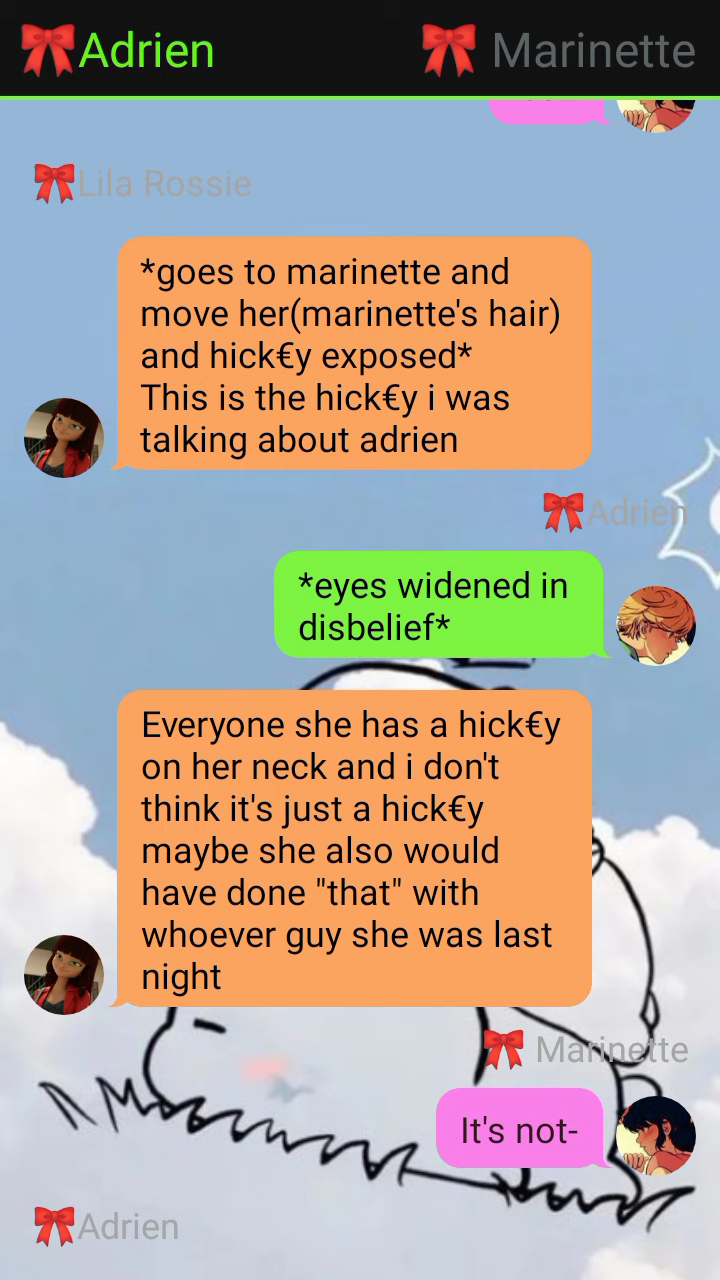 🎀Adrien
🎀 Marinette
🎀Lila Rossie
*goes to marinette and
move her(marinette's hair)
and hick€y exposed*
This is the hick€y i was
talking about adrien
🎀Adrien
*eyes widened in
disbelief*
Everyone she has a hick€y
on her neck and i don't
think it's just a hick€y
maybe she also would
have done "that" with
whoever guy she was last
night
🎀 Marinette
It's not-
🎀Adrien